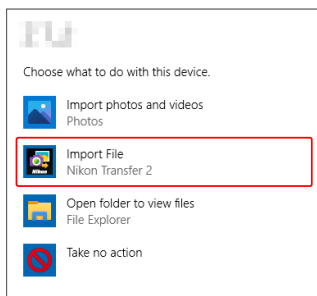 Choose what to do with this device.
Import photos and videos
Photos
Import File
Nikon Transfer 2
Open folder to view files
File Explorer
Take no action